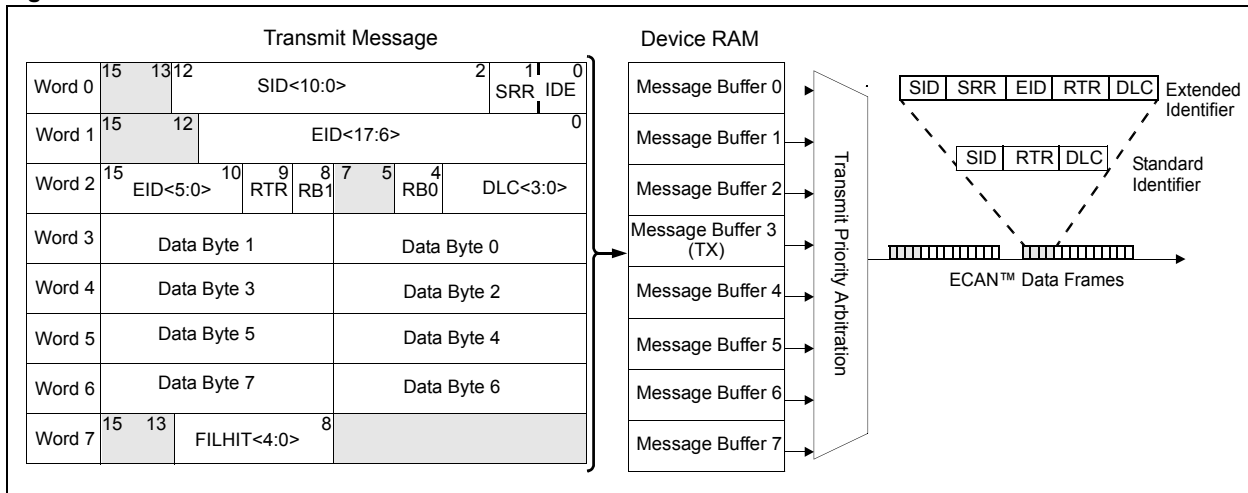 Transmit Message
Device RAM
Word 0 15 13 12 SID<10:0> 2 1 0 SRR IDE
Word 1 15 12 EID<17:6> 0
Word 2 15 EID<5:0> 10 9 RTR 8 RB1 7 5 4 RB0 DLC<3:0>
Word 3 Data Byte 1 Data Byte 0
Word 4 Data Byte 3 Data Byte 2
Word 5 Data Byte 5 Data Byte 4
Word 6 Data Byte 7 Data Byte 6
Word 7 15 13 FILHIT<4:0> 8
Message Buffer 0
Message Buffer 1
Message Buffer 2
Message Buffer 3
(TX)
Message Buffer 4
Message Buffer 5
Message Buffer 6
Message Buffer 7
Transmit Priority Arbitration
SID SRR EID RTR DLC
Extended
Identifier
SID RTR DLC
Standard
Identifier
ECAN™ Data Frames